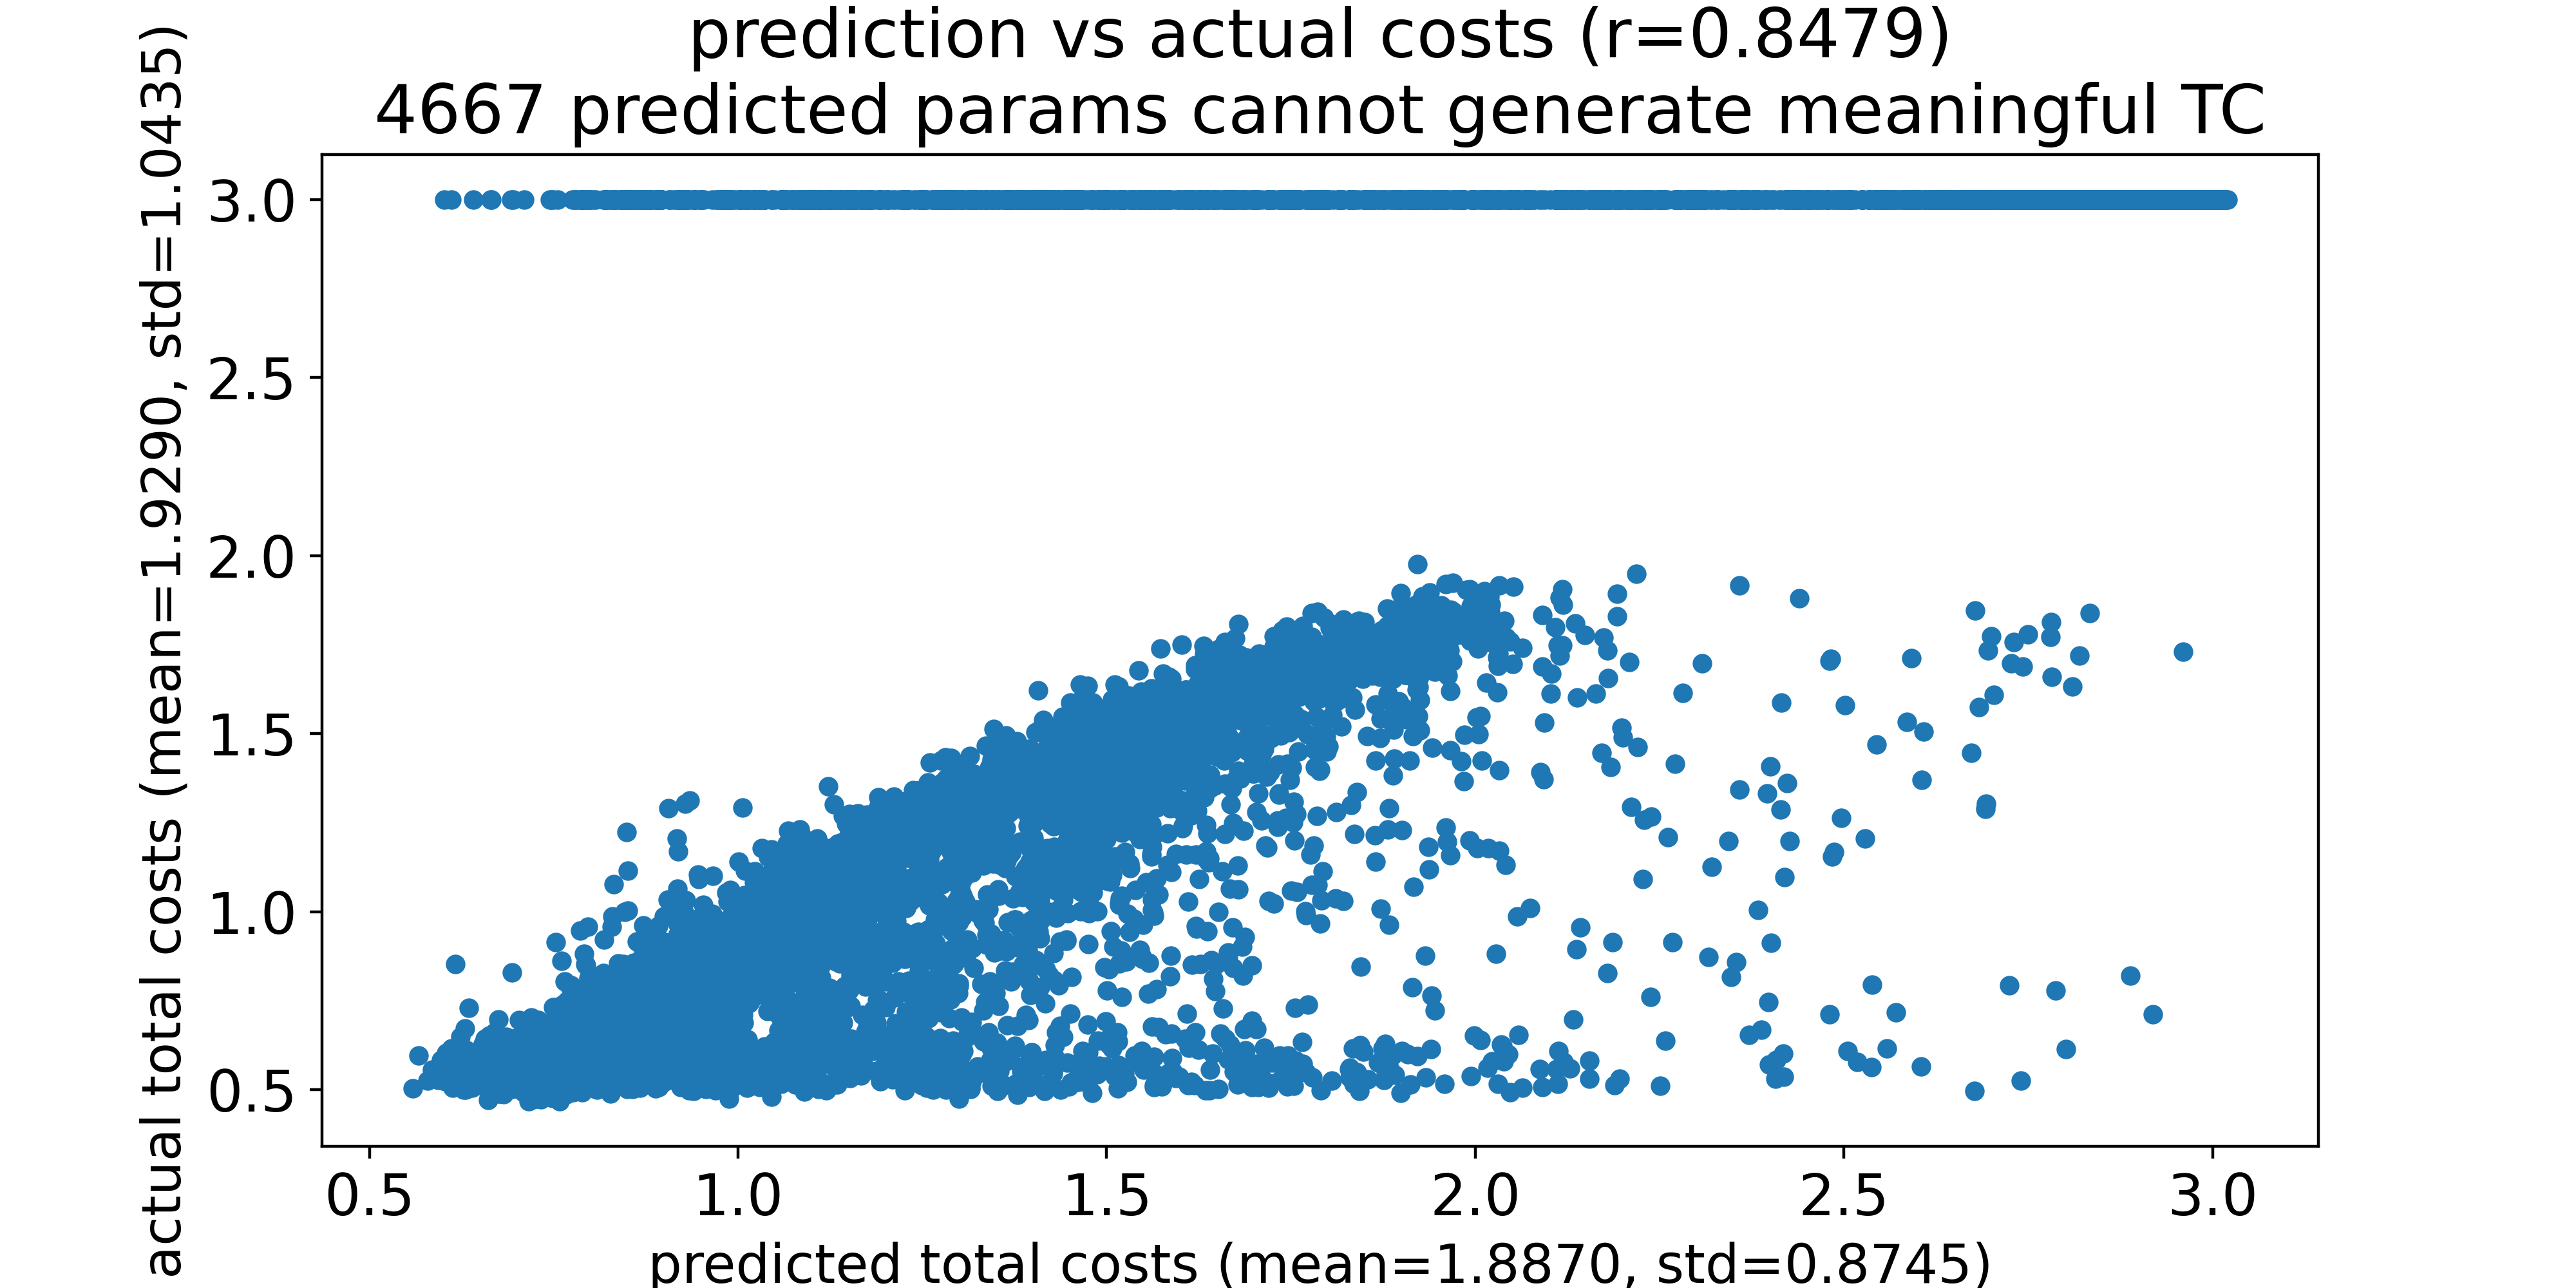 prediction vs actual costs (r=0.8479)
4667 predicted params cannot generate meaningful TC
actual total costs (mean=1.9290, std=1.0435)
3.0
2.5
2.0
1.5
1.0
0.5
0.5 1.0 1.5 2.0 2.5 3.0
predicted total costs (mean=1.8870, std=0.8745)